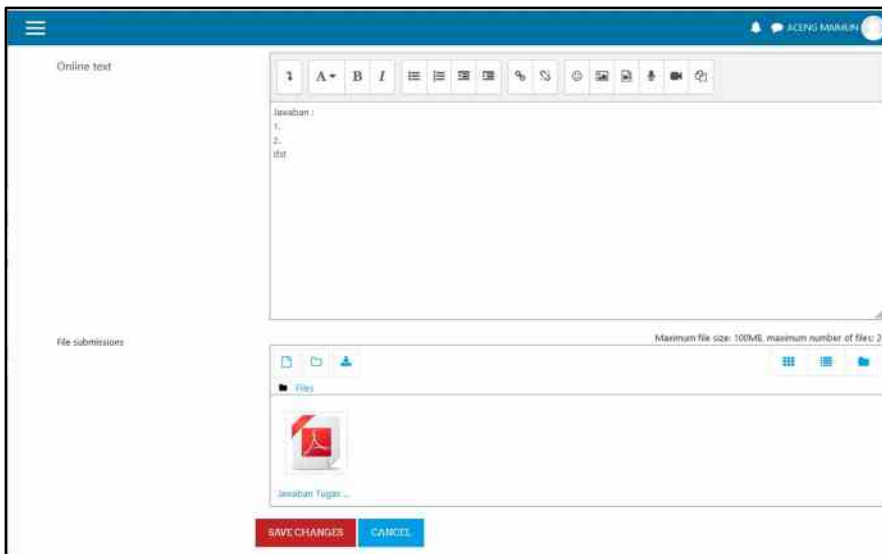 ACENG MAIMUN
Online text
A B I
Jawaban :
1.
2.
dst
File submissions
Maximum file size: 100MB, maximum number of files: 2
Files
Jawaban Tugas ...
SAVE CHANGES CANCEL